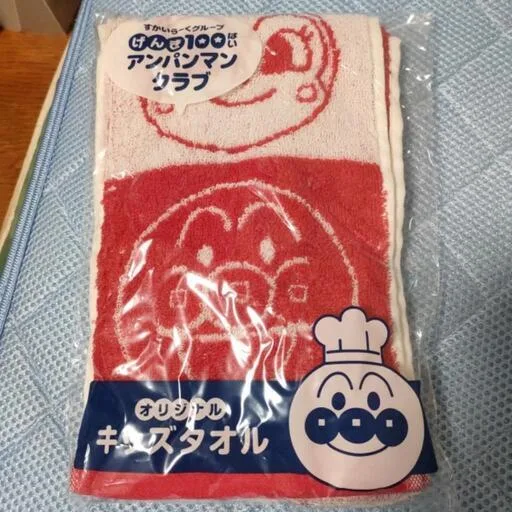 すかいらーくグループ
げんき100ばい
アンパンマン
クラブ
オリジナル
キッズタオル